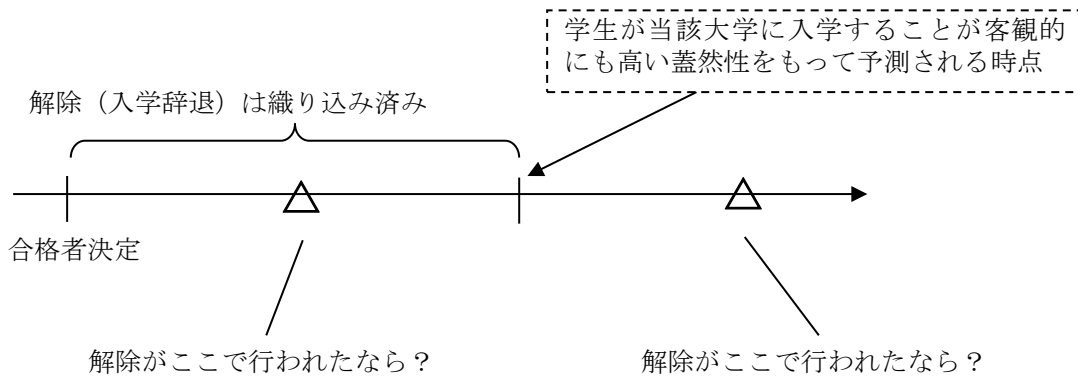 学生が当該大学に入学することが客観的
にも高い蓋然性をもって予測される時点
解除（入学辞退）は織り込み済み
合格者決定
解除がここで行われたなら？
解除がここで行われたなら？